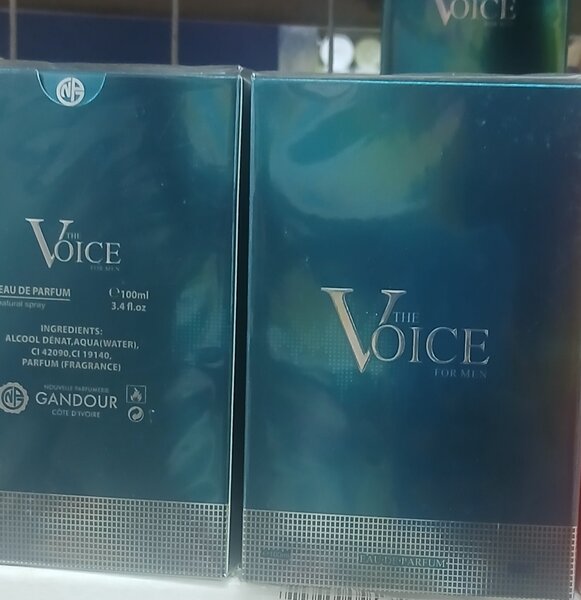 VOICE
THE
VOICE
FOR MEN
EAU DE PARFUM
natural spray
℮100ml
3.4 fl.oz
INGREDIENTS:
ALCOOL DÉNAT,AQUA(WATER),
CI 42090,CI 19140,
PARFUM (FRAGRANCE)
NOUVELLE PARFUMERIE
GANDOUR
CÔTE D'IVOIRE
THE
VOICE
FOR MEN
EAU DE PARFUM